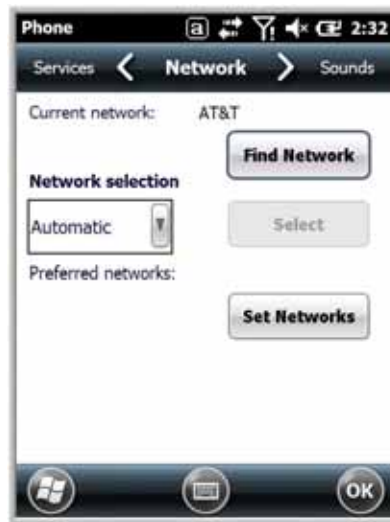 Phone a 2:32
Services Network Sounds
Current network: AT&T
Find Network
Network selection
Automatic Select
Preferred networks:
Set Networks
OK